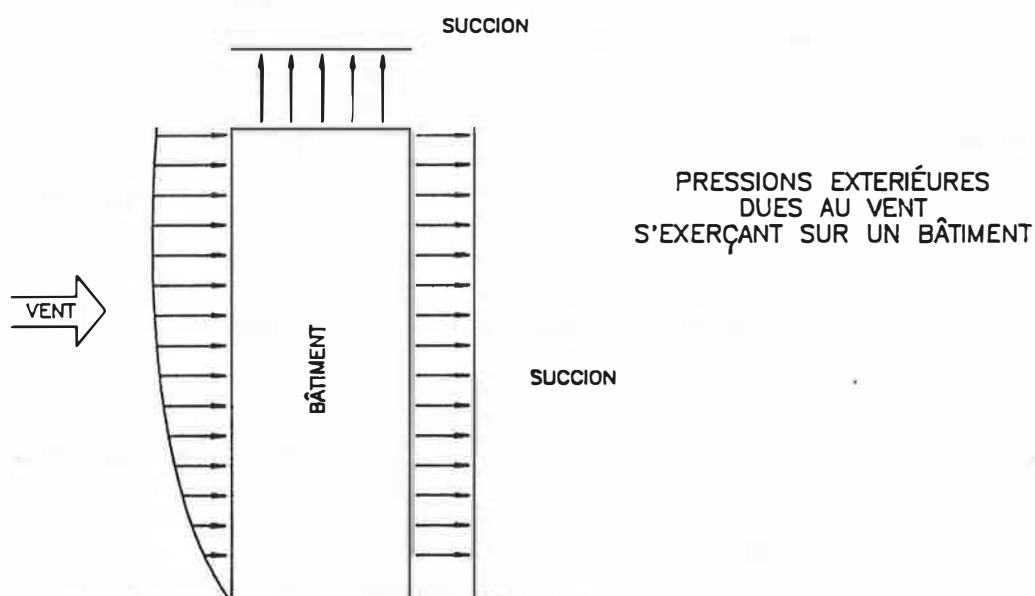 SUCCION
PRESSIONS EXTERIÉURES
DUES AU VENT
S'EXERÇANT SUR UN BÂTIMENT
VENT
BÂTIMENT
SUCCION